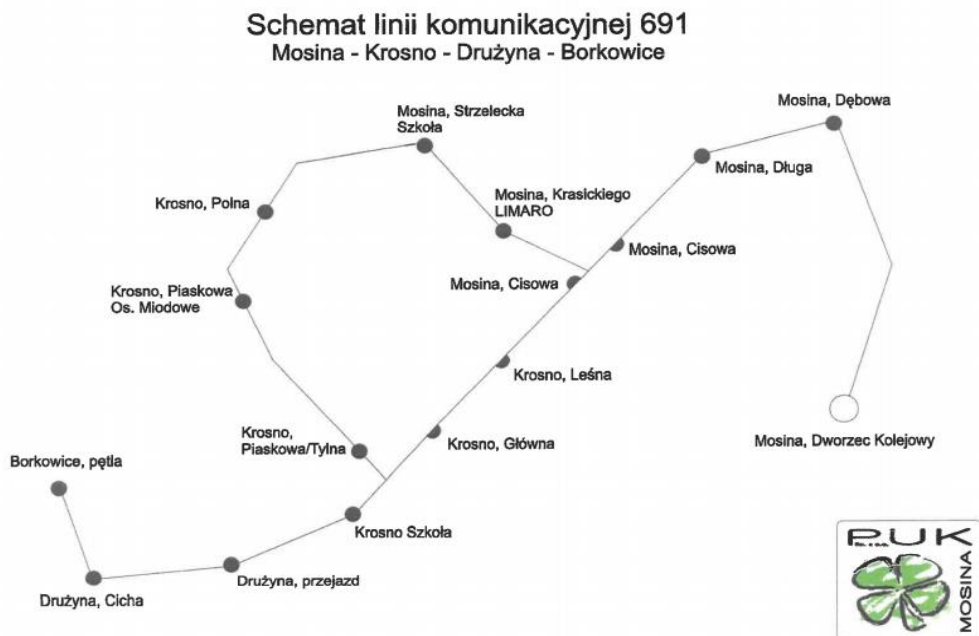 Schemat linii komunikacyjnej 691
Mosina - Krosno - Drużyna - Borkowice
Mosina, Dębowa
Mosina, Strzelecka
Szkoła
Mosina, Długa
Mosina, Krasickiego
LIMARO
Krosno, Polna
Mosina, Cisowa
Mosina, Cisowa
Krosno, Piaskowa
Os. Miodowe
Krosno, Leśna
Krosno,
Piaskowa/Tylna
Krosno, Główna
Mosina, Dworzec Kolejowy
Borkowice, pętla
Krosno Szkoła
Drużyna, przejazd
Drużyna, Cicha
P.UK
MOSINA